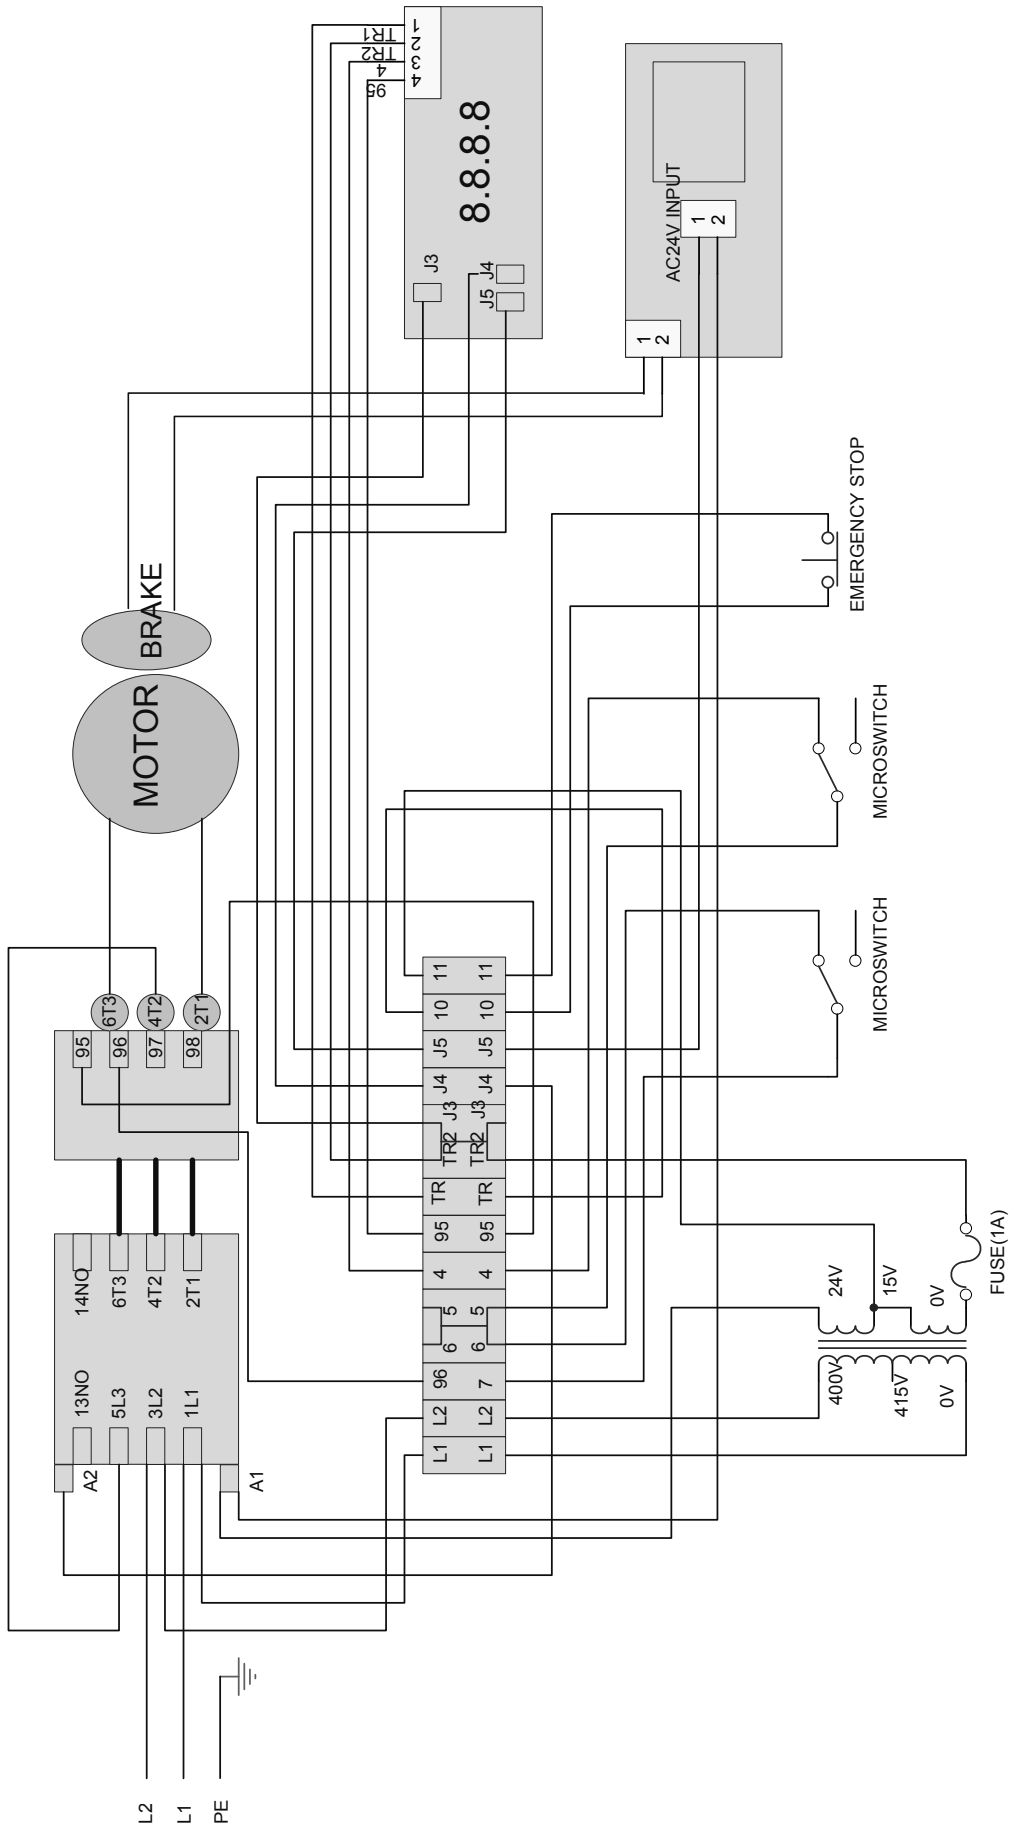 1
2
3
4
TR1
TR2
4
95
8.8.8.8
J3
J4
J5
AC24V INPUT
1
2
1
2
BRAKE
MOTOR
EMERGENCY STOP
MICROSWITCH
MICROSWITCH
6T3
4T2
2T1
95
96
97
98
14NO
6T3
4T2
2T1
13NO
5L3
3L2
1L1
A2
A1
11
10
J5
J4
J3
TR2
TR
95
4
5
6
96
L2
L1
11
10
J5
J4
J3
TR2
TR
95
4
5
6
7
L2
L1
24V
15V
0V
FUSE(1A)
400V
415V
0V
L2
L1
PE